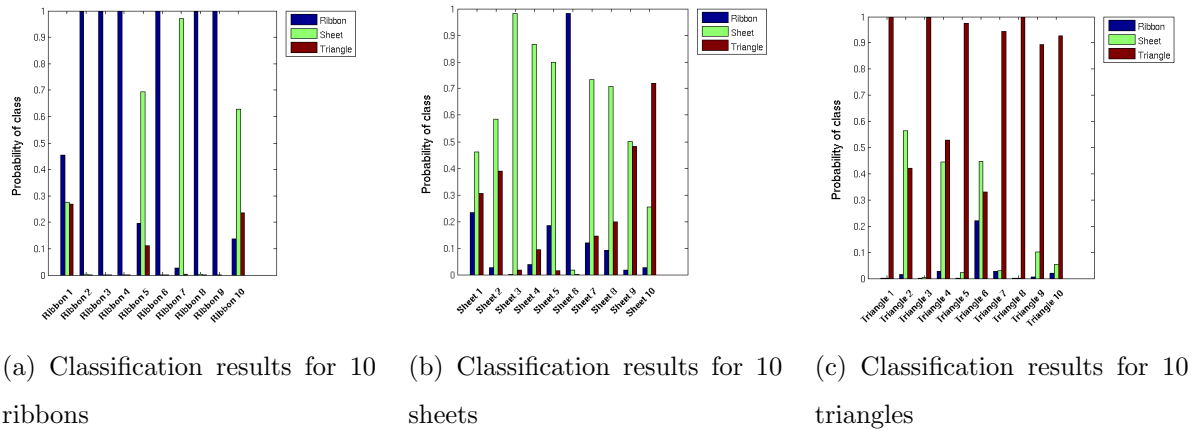 1
0.9
0.8
0.7
0.6
0.5
0.4
0.3
0.2
0.1
0
Probability of class
Ribbon 1
Ribbon 2
Ribbon 3
Ribbon 4
Ribbon 5
Ribbon 6
Ribbon 7
Ribbon 8
Ribbon 9
Ribbon 10
Ribbon
Sheet
Triangle
(a) Classification results for 10
ribbons
1
0.9
0.8
0.7
0.6
0.5
0.4
0.3
0.2
0.1
0
Probability of class
Sheet 1
Sheet 2
Sheet 3
Sheet 4
Sheet 5
Sheet 6
Sheet 7
Sheet 8
Sheet 9
Sheet 10
Ribbon
Sheet
Triangle
(b) Classification results for 10
sheets
1
0.9
0.8
0.7
0.6
0.5
0.4
0.3
0.2
0.1
0
Probability of class
Triangle 1
Triangle 2
Triangle 3
Triangle 4
Triangle 5
Triangle 6
Triangle 7
Triangle 8
Triangle 9
Triangle 10
Ribbon
Sheet
Triangle
(c) Classification results for 10
triangles